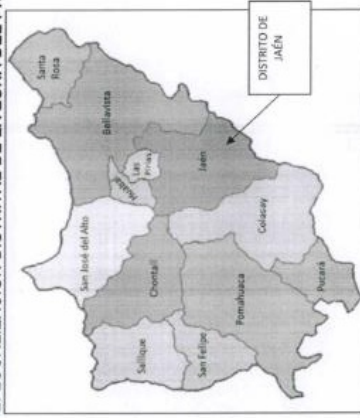 San José del Alto
Santa
Rosa
Bellavista
Huabal
Las
Pirias
Sallique
Chontali
Jaén
DISTRITO DE
JAÉN
San Felipe
Pomahuaca
Colasay
Pucará